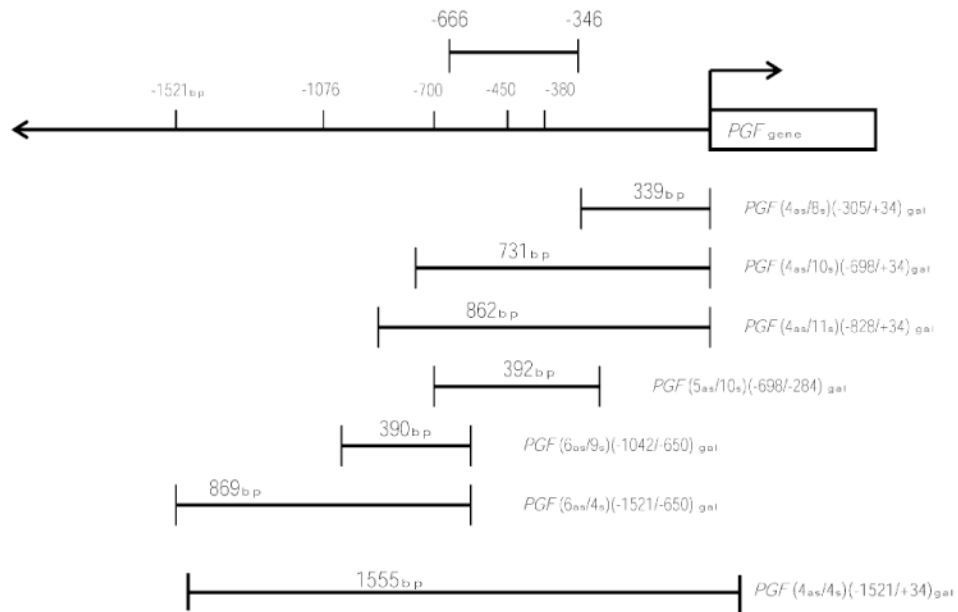 -666 -346
-1521bp -1076 -700 -450 -380
PGF gene
339bp PGF (4as/8s)(-305/+34) gal
731bp PGF (4as/10s)(-698/+34) gal
862bp PGF (4as/11s)(-828/+34) gal
392bp PGF (5as/10s)(-698/-284) gal
390bp PGF (6as/9s)(-1042/-650) gal
869bp PGF (6as/4s)(-1521/-650) gal
1555bp PGF (4as/4s)(-1521/+34) gal